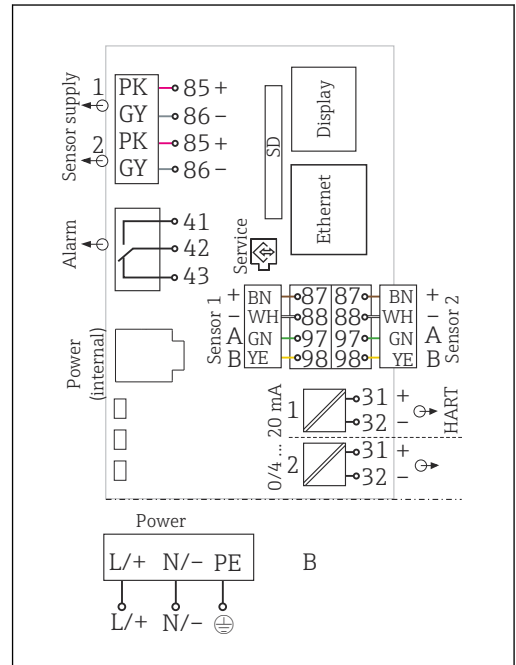 Sensor supply
1 PK 85 +
GY 86 −
2 PK 85 +
GY 86 −
Display
SD
Ethernet
Alarm
41
42
43
Service
Power
(internal)
Sensor 1
+ BN 87 87 BN +
− WH 88 88 WH −
A GN 97 97 GN A
B YE 98 98 YE B
Sensor 2
0/4 ... 20 mA
1 31 +
32 −
HART
2 31 +
32 −
Power
L/+ N/− PE
B
L/+ N/−